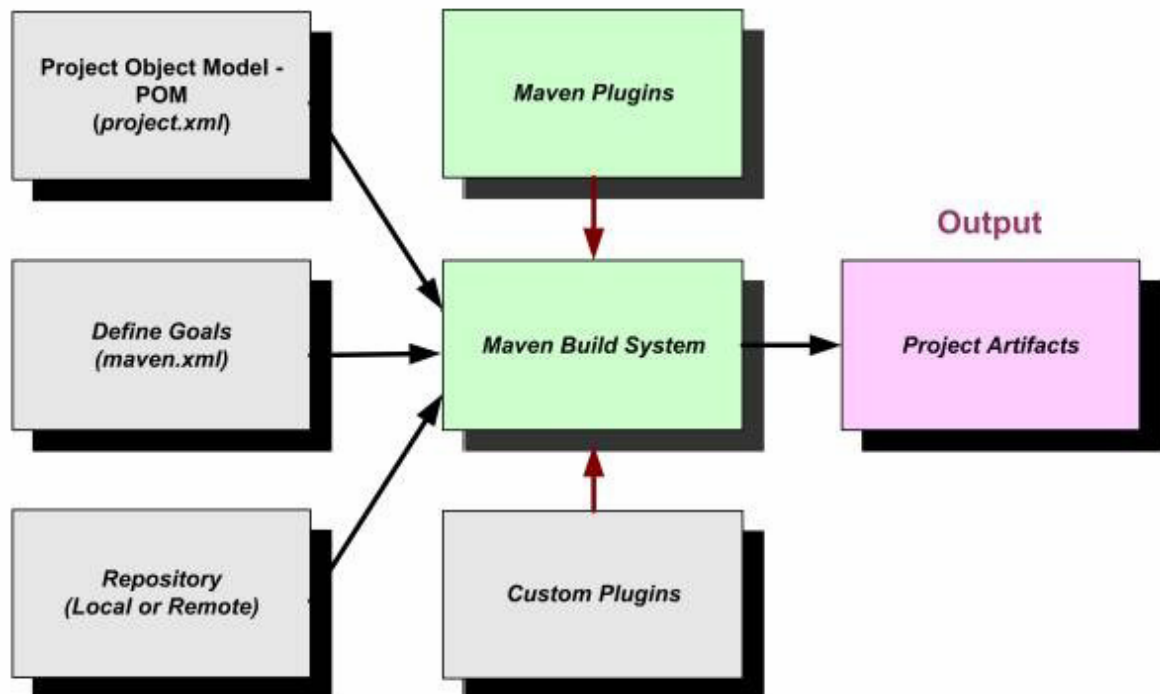 Project Object Model -
POM
(project.xml)
Maven Plugins
Output
Define Goals
(maven.xml)
Maven Build System
Project Artifacts
Repository
(Local or Remote)
Custom Plugins